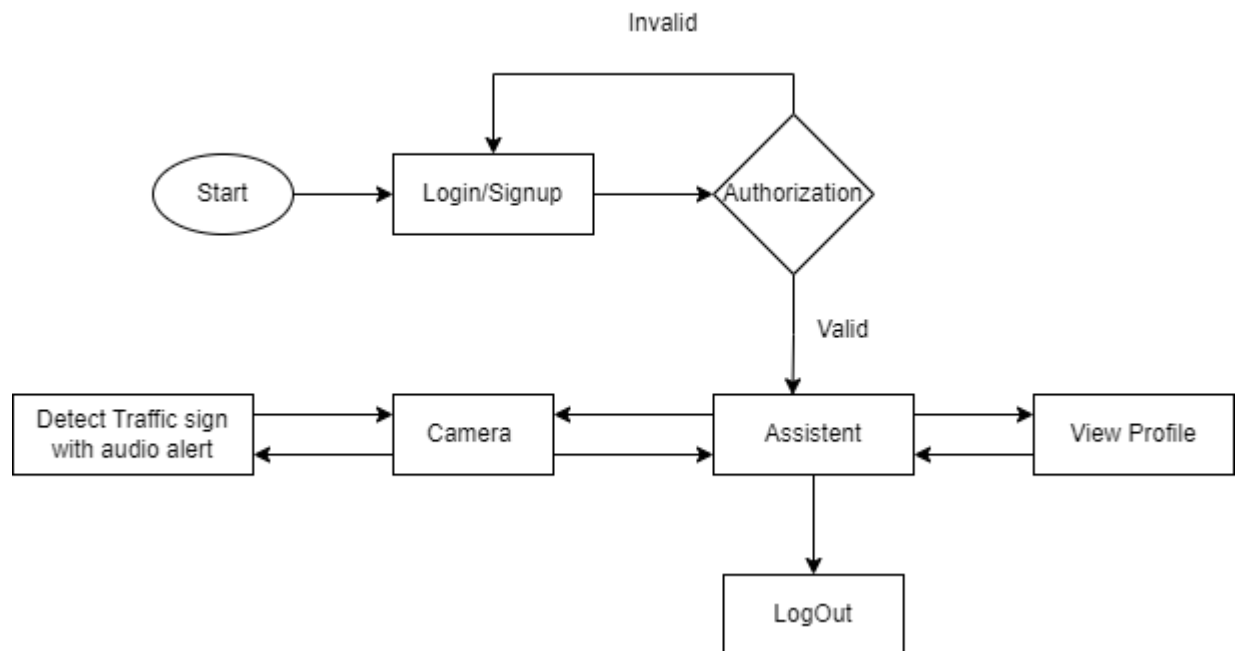 Invalid
Start
Login/Signup
Authorization
Valid
Detect Traffic sign
with audio alert
Camera
Assistent
View Profile
LogOut